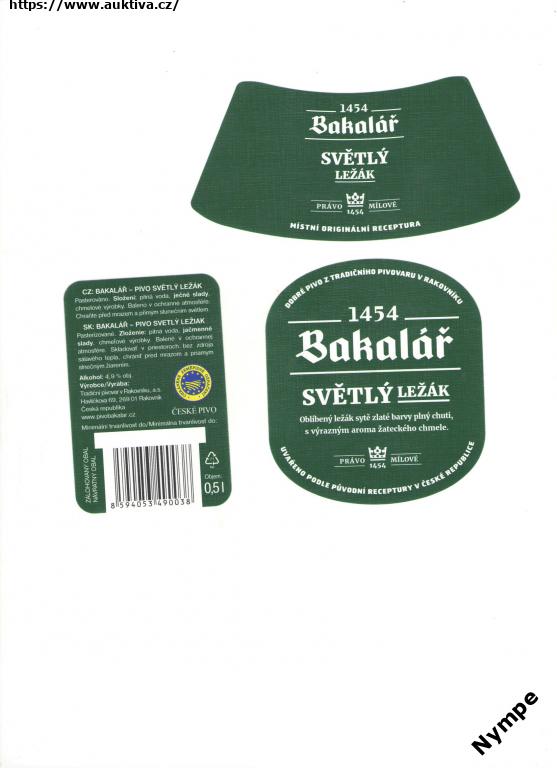 https://www.auktiva.cz/
1454
Bakalář
SVĚTLÝ
LEŽÁK
PRÁVO MÍLOVÉ
1454
MÍSTNÍ ORIGINÁLNÍ RECEPTURA
DOBRÉ PIVO Z TRADIČNÍHO PIVOVARU V RAKOVNÍKU
1454
Bakalář
SVĚTLÝ LEŽÁK
Oblíbený ležák sytě zlaté barvy plný chuti,
s výrazným aroma žateckého chmele.
PRÁVO MÍLOVÉ
1454
UVAŘENO PODLE PŮVODNÍ RECEPTURY V ČESKÉ REPUBLICE
CZ: BAKALÁŘ – PIVO SVĚTLÝ LEŽÁK
Pasterováno. Složení: pitná voda, ječné slady,
chmelové výrobky. Baleno v ochranné atmosféře.
Chraňte před mrazem a přímým slunečním světlem.
SK: BAKALÁŘ – PIVO SVETLÝ LEŽIAK
Pasterizované. Zloženie: pitná voda, jačmenné
slady, chmeľové výrobky. Balené v ochrannej
atmosfére. Skladovať v priestoroch bez zdroja
sálavého tepla, chrániť pred mrazom a priamym
slnečným žiarením.
Alkohol: 4,9 % obj.
Výrobce/Výrobca:
Tradiční pivovar v Rakovníku, a.s.
Havlíčkova 69, 269 01 Rakovník
Česká republika
www.pivobakalar.cz
ČESKÉ PIVO
Minimální trvanlivost do/Minimálna trvanlivosť do:
ZÁLOHOVANÝ OBAL
NÁVRATNÝ OBAL
Objem:
0,5 l
8 594053 490038
Nympe